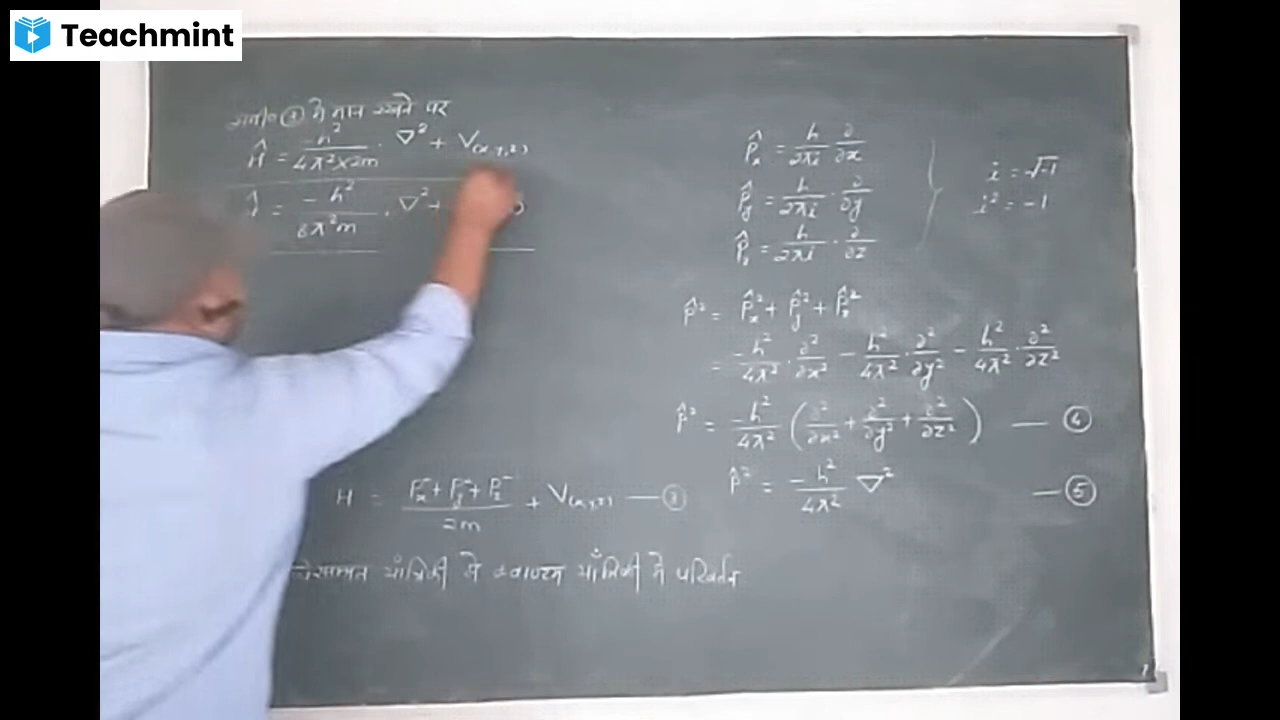 Teachmint
समी० ③ में मान रखने पर
Ĥ = -h²/4π²×2m . ∇² + V(x,y,z)
= -h²/8π²m . ∇² +
H = Px²+Py²+Pz²/2m + V(x,y,z) — ③
यांत्रिकी से क्वाण्टम यांत्रिकी में परिवर्तन
P̂x = h/2πi ∂/∂x
P̂y = h/2πi . ∂/∂y
P̂z = h/2πi . ∂/∂z
i = √-1
i² = -1
P̂² = P̂x² + P̂y² + P̂z²
= -h²/4π² . ∂²/∂x² - h²/4π² . ∂²/∂y² - h²/4π² . ∂²/∂z²
P̂² = -h²/4π² (∂²/∂x² + ∂²/∂y² + ∂²/∂z²) — ④
P̂² = -h²/4π² ∇² — ⑤